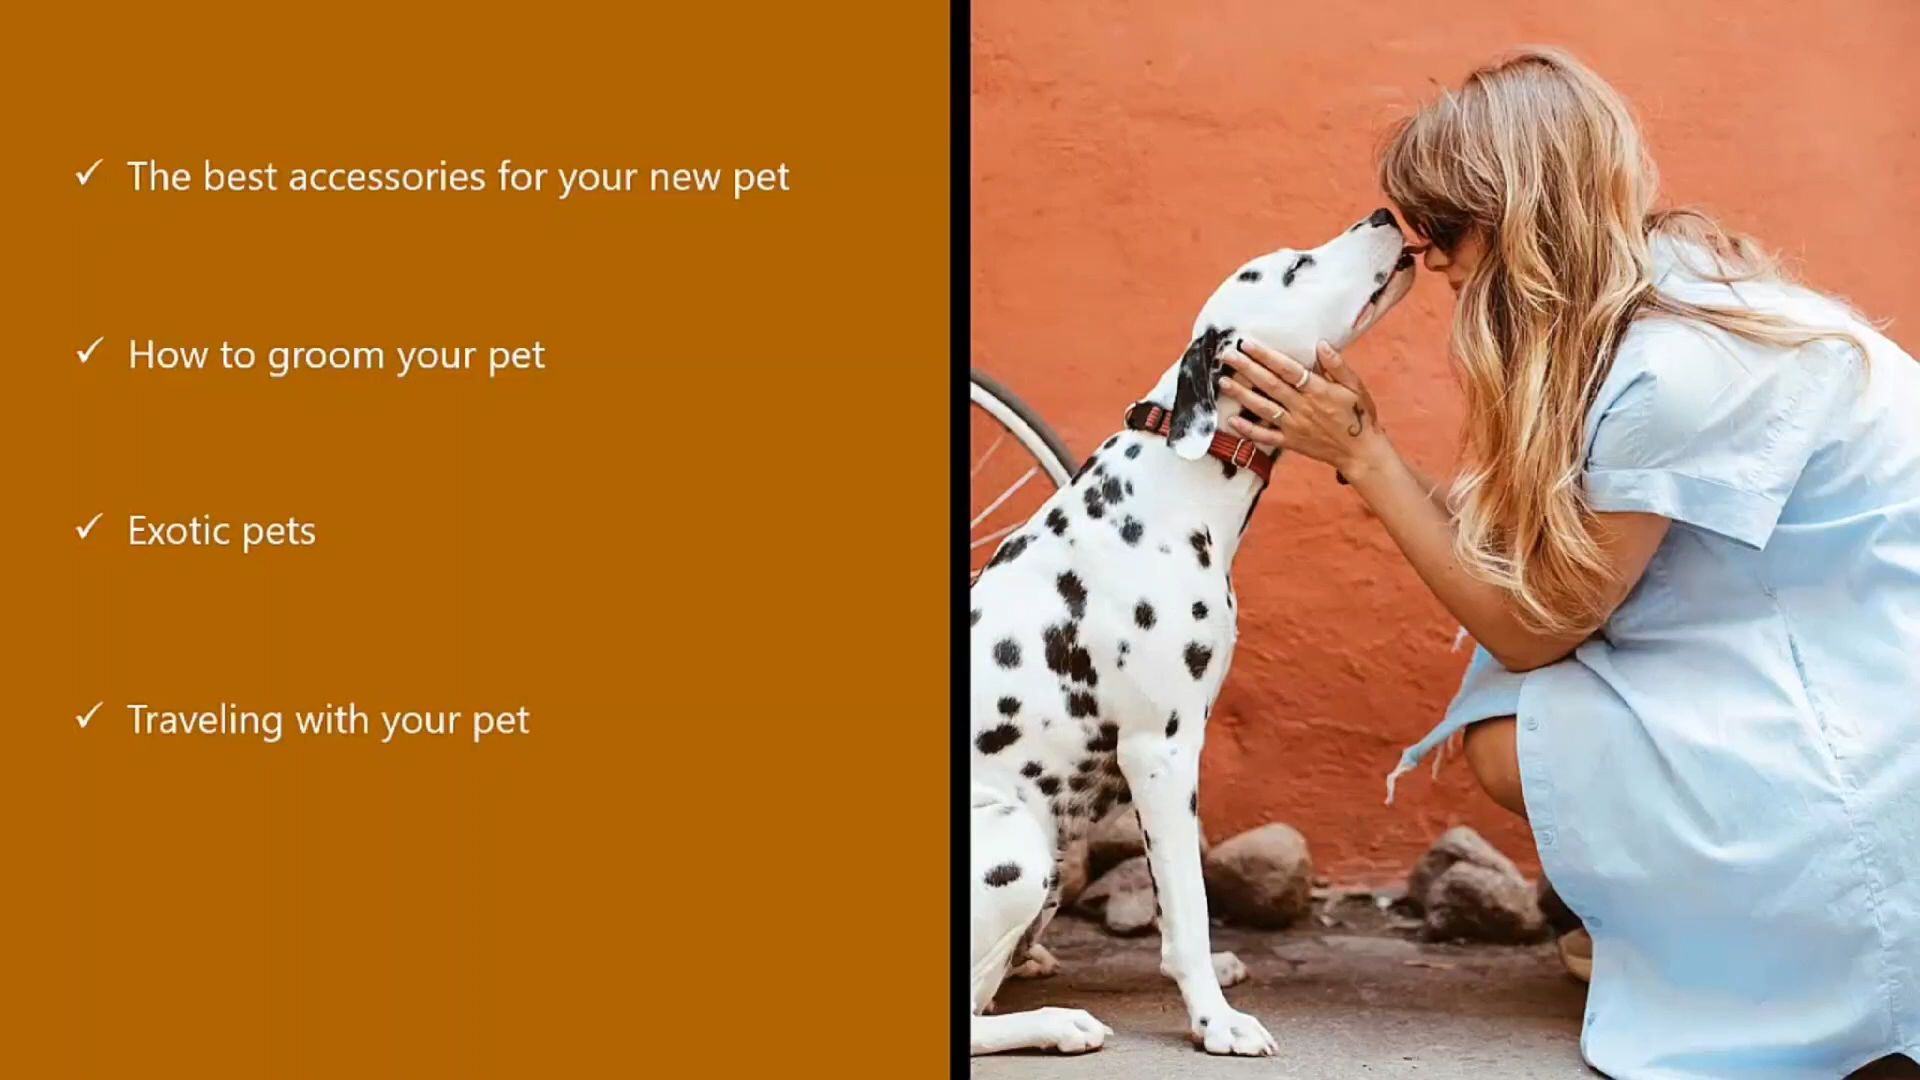 ✓ The best accessories for your new pet
✓ How to groom your pet
✓ Exotic pets
✓ Traveling with your pet